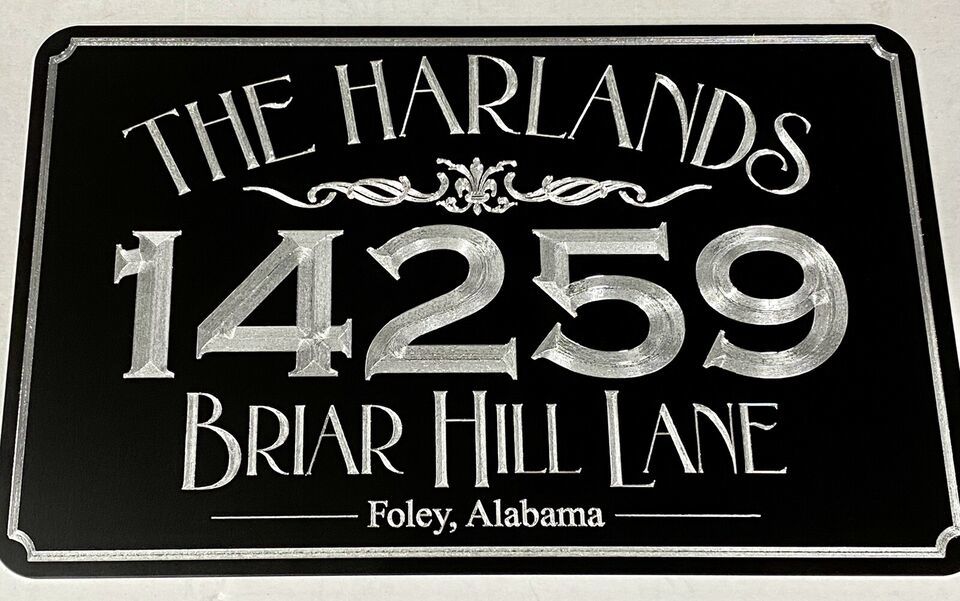 THE HARLANDS
14259
BRIAR HILL LANE
Foley, Alabama